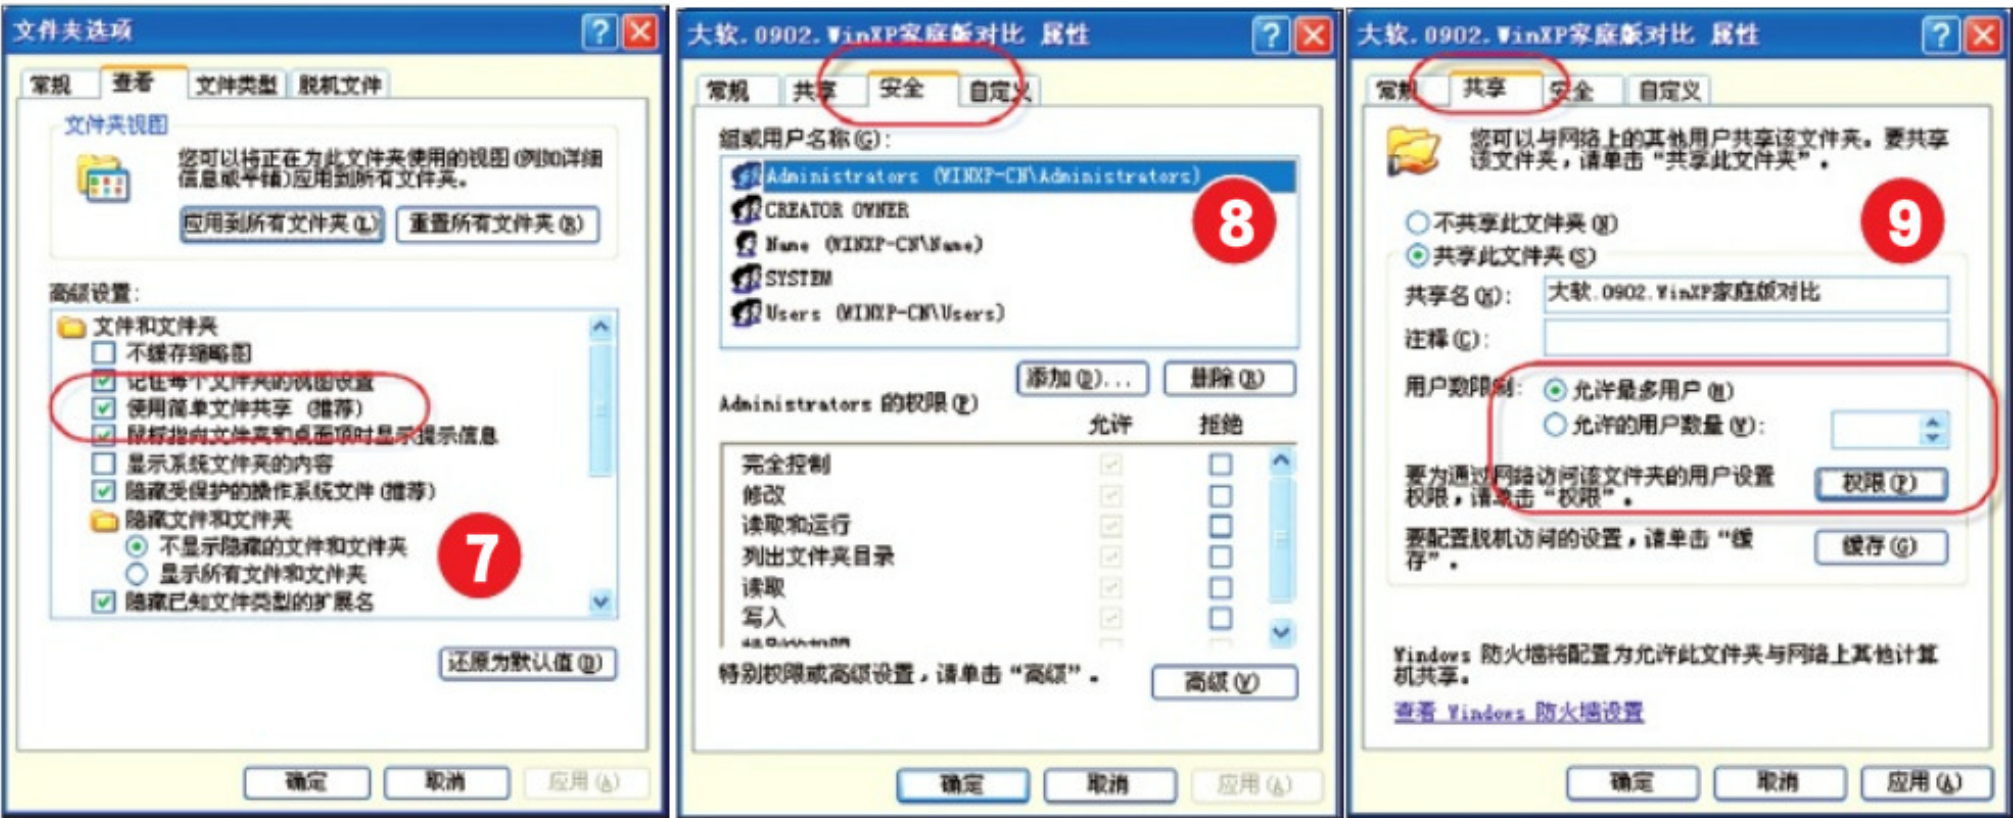 文件夹选项
常规 查看 文件类型 脱机文件
文件夹视图
您可以将正在为此文件夹使用的视图(例如详细
信息或平铺)应用到所有文件夹。
应用到所有文件夹(L) 重置所有文件夹(R)
高级设置:
文件和文件夹
不缓存缩略图
记住每个文件夹的视图设置
使用简单文件共享 (推荐)
鼠标指向文件夹和桌面项时显示提示信息
显示系统文件夹的内容
隐藏受保护的操作系统文件(推荐)
隐藏文件和文件夹
不显示隐藏的文件和文件夹
显示所有文件和文件夹
隐藏已知文件类型的扩展名
7
还原为默认值(D)
确定 取消 应用(A)
大软.0902.WinXP家庭版对比 属性
常规 共享 安全 自定义
组或用户名称(G):
Administrators (WINXP-CN\Administrators)
CREATOR OWNER
Name (WINXP-CN\Name)
SYSTEM
Users (WINXP-CN\Users)
8
添加(D)... 删除(R)
Administrators 的权限(P)
允许 拒绝
完全控制
修改
读取和运行
列出文件夹目录
读取
写入
特别权限或高级设置，请单击“高级”。
高级(V)
确定 取消 应用(A)
大软.0902.WinXP家庭版对比 属性
常规 共享 安全 自定义
您可以与网络上的其他用户共享该文件夹。要共享
该文件夹，请单击“共享此文件夹”。
9
不共享此文件夹(N)
共享此文件夹(S)
共享名(H): 大软.0902.WinXP家庭版对比
注释(C):
用户数限制: 允许最多用户(M)
允许的用户数量(W):
要为通过网络访问该文件夹的用户设置
权限，请单击“权限”。
权限(P)
要配置脱机访问的设置，请单击“缓
存”。
缓存(G)
Windows 防火墙将配置为允许此文件夹与网络上其他计算
机共享。
查看 Windows 防火墙设置
确定 取消 应用(A)